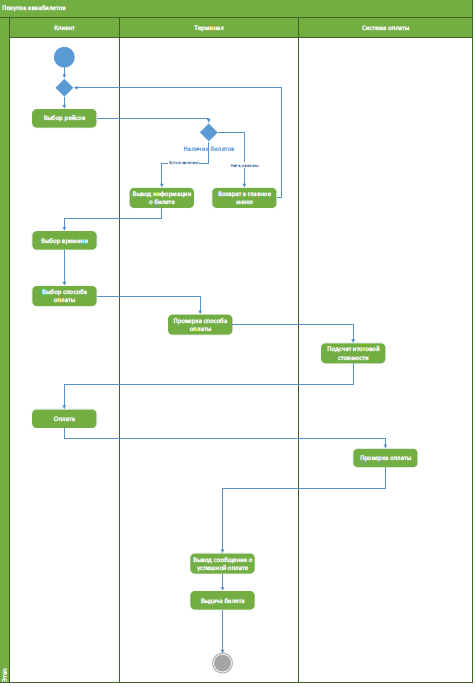 Покупка авиабилетов
Клиент
Терминал
Система оплаты
Выбор рейсов
Наличие билетов
Есть в наличии
Нет в наличии
Вывод информации
о билете
Возврат в главное
меню
Выбор времени
Выбор способа
оплаты
Проверка способа
оплаты
Подсчет итоговой
стоимости
Оплата
Проверка оплаты
Вывод сообщения о
успешной оплате
Выдача билета
Этап